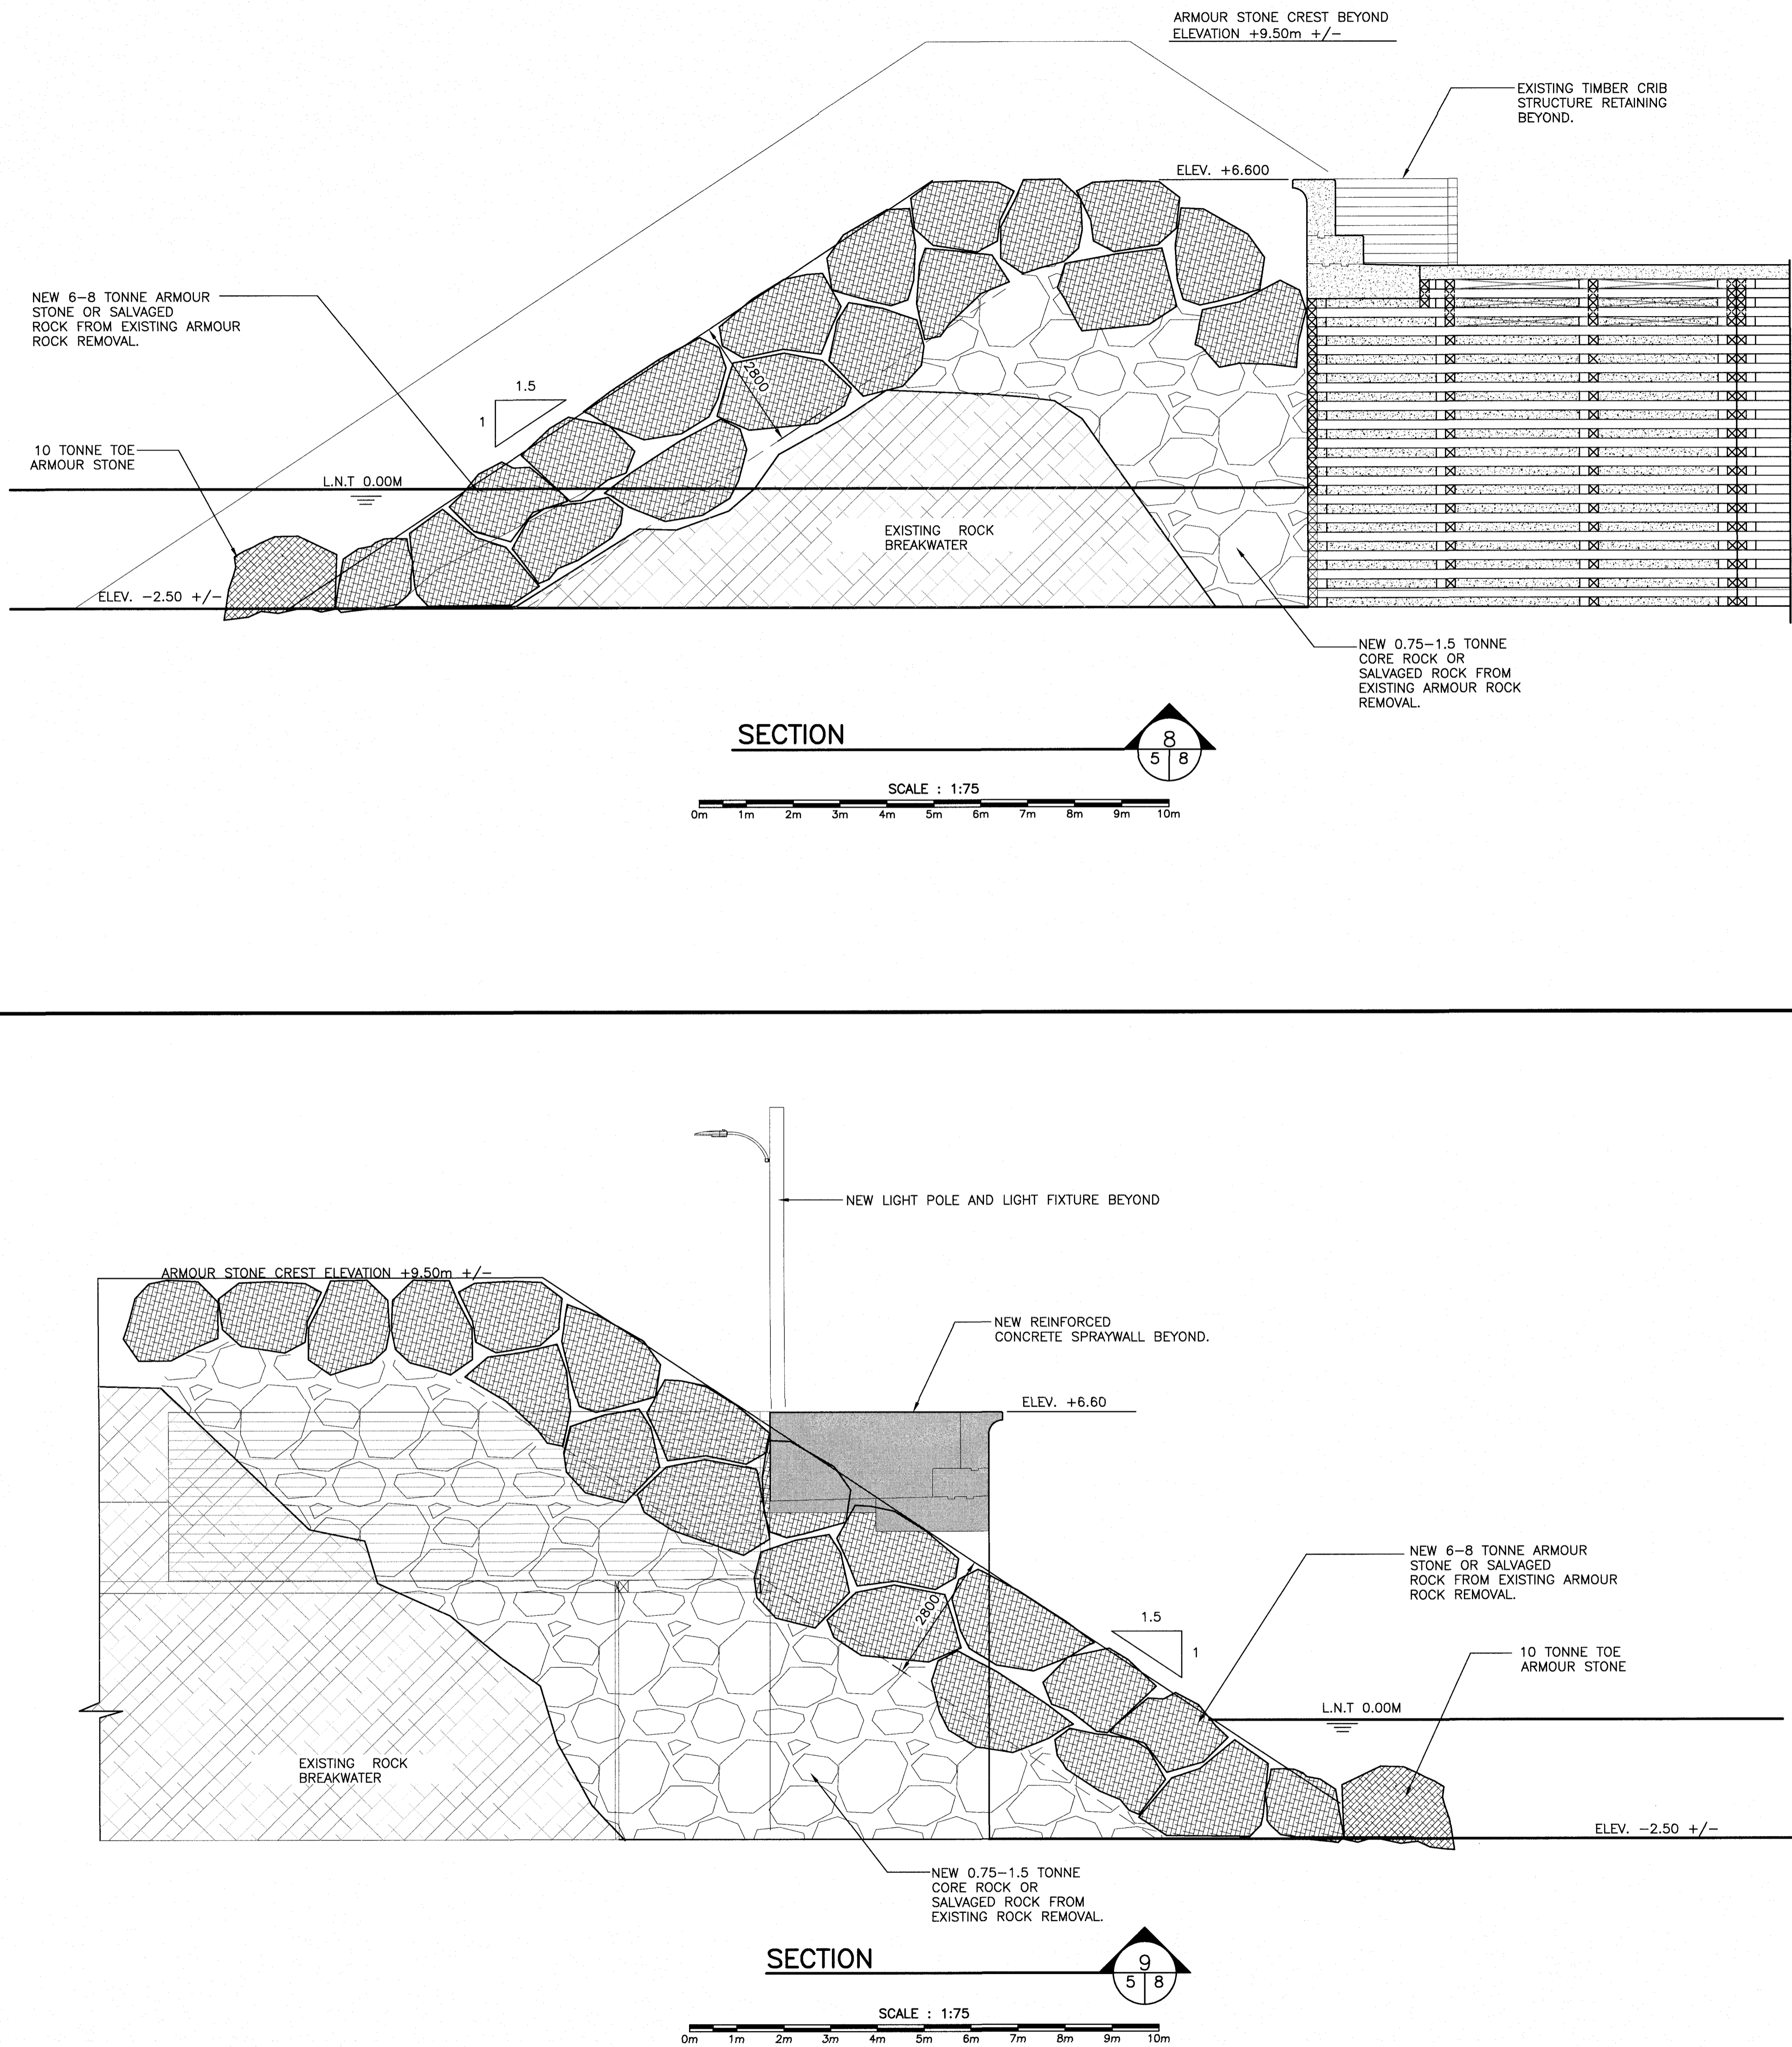 ARMOUR STONE CREST BEYOND
ELEVATION +9.50m +/-
EXISTING TIMBER CRIB
STRUCTURE RETAINING
BEYOND.
ELEV. +6.600
NEW 6-8 TONNE ARMOUR
STONE OR SALVAGED
ROCK FROM EXISTING ARMOUR
ROCK REMOVAL.
2800
1.5
1
10 TONNE TOE
ARMOUR STONE
L.N.T 0.00M
EXISTING ROCK
BREAKWATER
ELEV. -2.50 +/-
NEW 0.75-1.5 TONNE
CORE ROCK OR
SALVAGED ROCK FROM
EXISTING ARMOUR ROCK
REMOVAL.
SECTION
8
5 8
SCALE : 1:75
0m 1m 2m 3m 4m 5m 6m 7m 8m 9m 10m
NEW LIGHT POLE AND LIGHT FIXTURE BEYOND
ARMOUR STONE CREST ELEVATION +9.50m +/-
NEW REINFORCED
CONCRETE SPRAYWALL BEYOND.
ELEV. +6.60
NEW 6-8 TONNE ARMOUR
STONE OR SALVAGED
ROCK FROM EXISTING ARMOUR
ROCK REMOVAL.
2800
1.5
1
10 TONNE TOE
ARMOUR STONE
L.N.T 0.00M
EXISTING ROCK
BREAKWATER
ELEV. -2.50 +/-
NEW 0.75-1.5 TONNE
CORE ROCK OR
SALVAGED ROCK FROM
EXISTING ROCK REMOVAL.
SECTION
9
5 8
SCALE : 1:75
0m 1m 2m 3m 4m 5m 6m 7m 8m 9m 10m